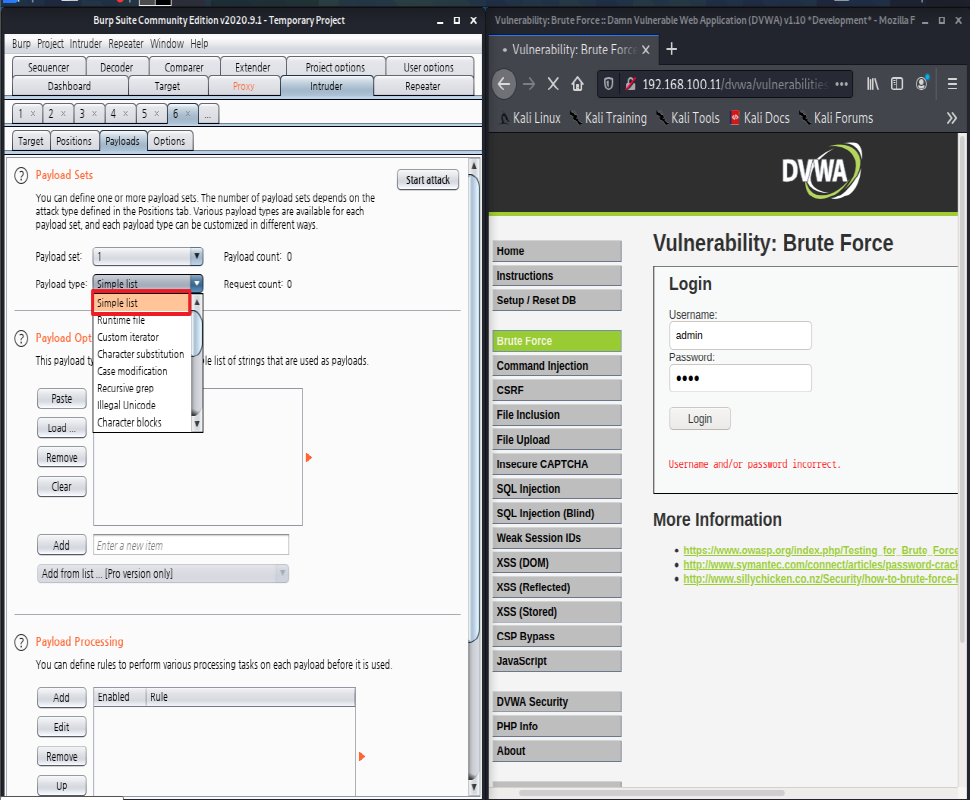 Burp Suite Community Edition v2020.9.1 - Temporary Project
Burp Project Intruder Repeater Window Help
Sequencer Decoder Comparer Extender Project options User options
Dashboard Target Proxy Intruder Repeater
1 × 2 × 3 × 4 × 5 × 6 × ...
Target Positions Payloads Options
? Payload Sets
Start attack
You can define one or more payload sets. The number of payload sets depends on the
attack type defined in the Positions tab. Various payload types are available for each
payload set, and each payload type can be customized in different ways.
Payload set: 1 Payload count: 0
Payload type: Simple list Request count: 0
Simple list
Runtime file
Custom iterator
Character substitution
Case modification
Recursive grep
Illegal Unicode
Character blocks
? Payload Opt
This payload ty le list of strings that are used as payloads.
Paste
Load ...
Remove
Clear
Add Enter a new item
Add from list ... [Pro version only]
? Payload Processing
You can define rules to perform various processing tasks on each payload before it is used.
Add Enabled Rule
Edit
Remove
Up
Vulnerability: Brute Force :: Damn Vulnerable Web Application (DVWA) v1.10 *Development* - Mozilla F
• Vulnerability: Brute Force × +
192.168.100.11/dvwa/vulnerabilities •••
Kali Linux Kali Training Kali Tools Kali Docs Kali Forums »
DVWA
Home
Instructions
Setup / Reset DB
Brute Force
Command Injection
CSRF
File Inclusion
File Upload
Insecure CAPTCHA
SQL Injection
SQL Injection (Blind)
Weak Session IDs
XSS (DOM)
XSS (Reflected)
XSS (Stored)
CSP Bypass
JavaScript
DVWA Security
PHP Info
About
Vulnerability: Brute Force
Login
Username:
admin
Password:
••••
Login
Username and/or password incorrect.
More Information
• https://www.owasp.org/index.php/Testing_for_Brute_Force
• http://www.symantec.com/connect/articles/password-crack
• http://www.sillychicken.co.nz/Security/how-to-brute-force-